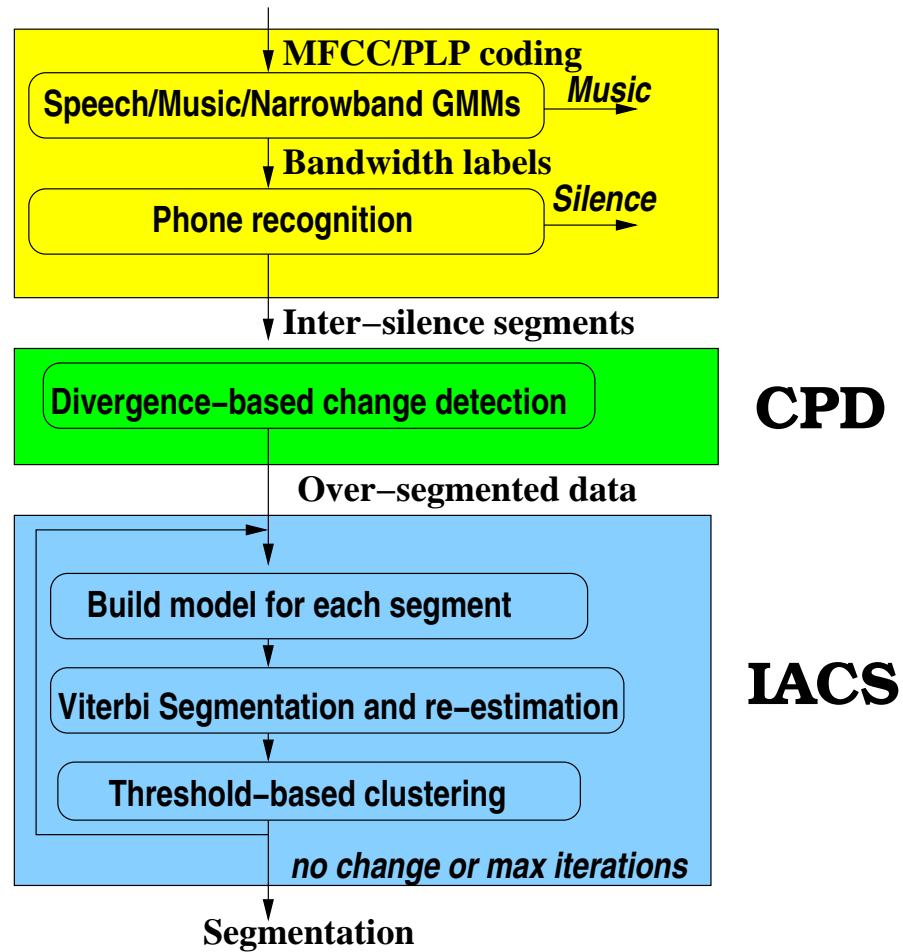 MFCC/PLP coding
Speech/Music/Narrowband GMMs
Music
Bandwidth labels
Silence
Phone recognition
Inter−silence segments
Divergence−based change detection
CPD
Over−segmented data
Build model for each segment
IACS
Viterbi Segmentation and re−estimation
Threshold−based clustering
no change or max iterations
Segmentation